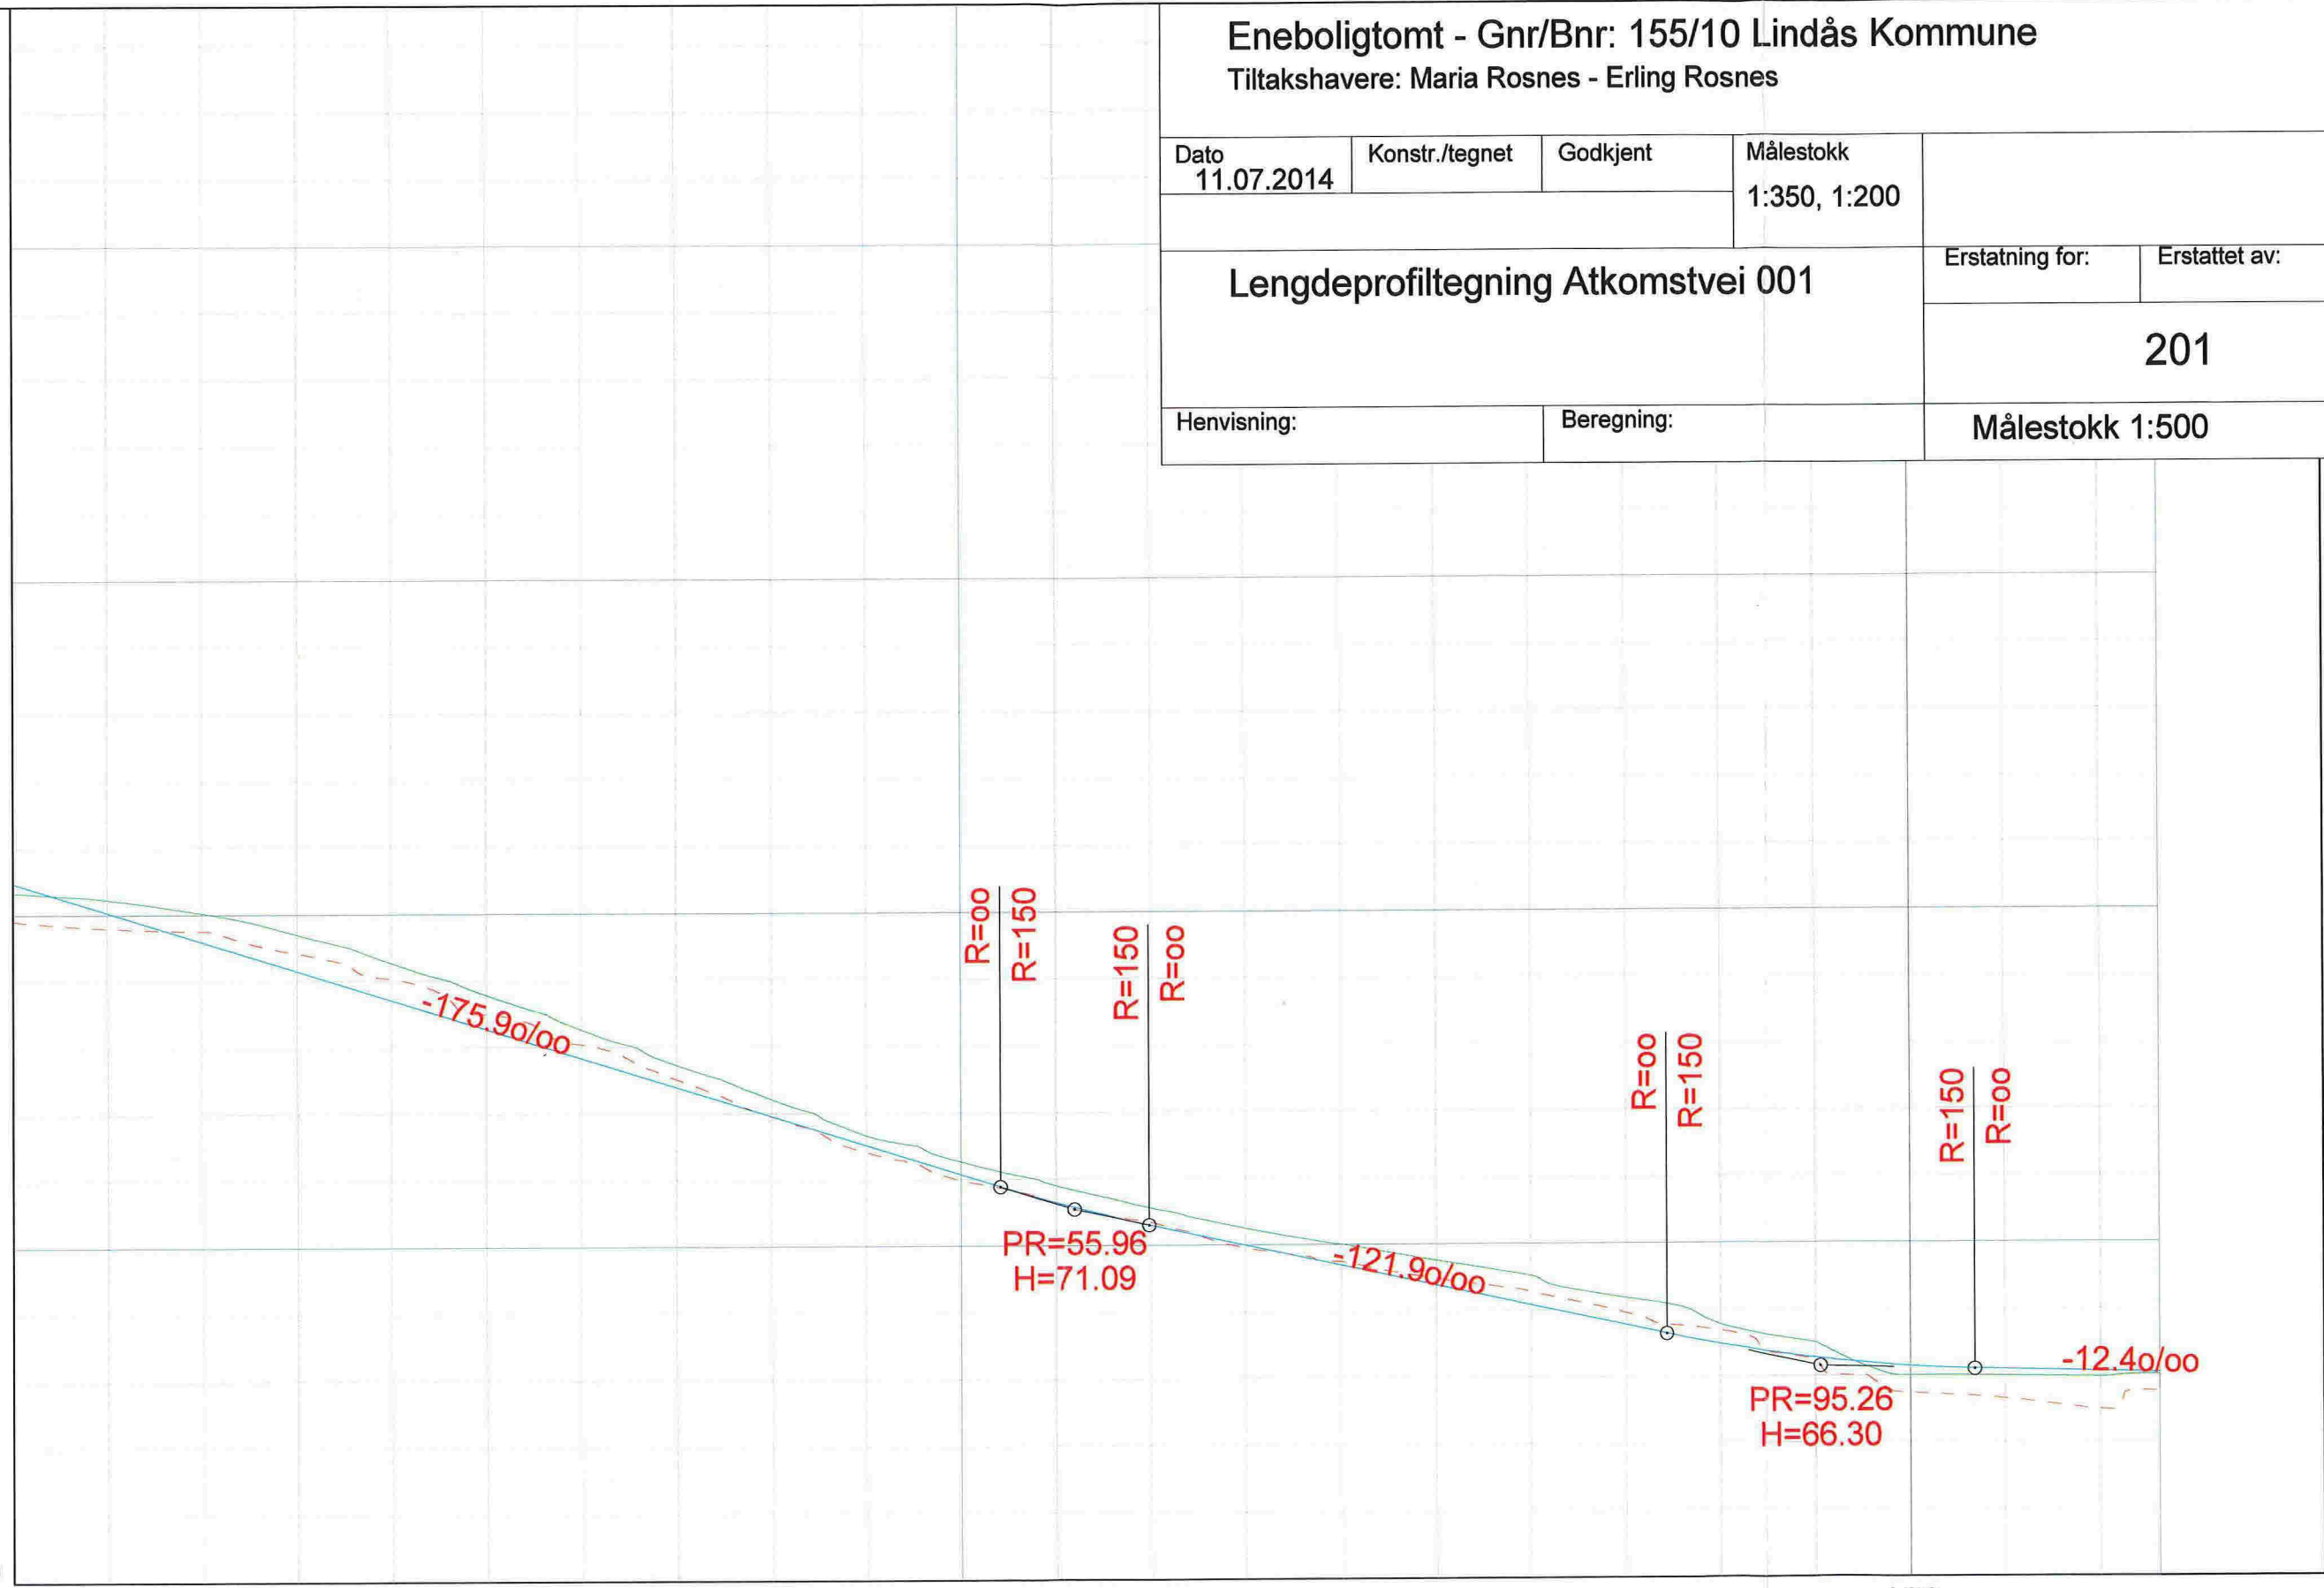 Eneboligtomt - Gnr/Bnr: 155/10 Lindås Kommune
Tiltakshavere: Maria Rosnes - Erling Rosnes
Dato
11.07.2014
Konstr./tegnet
Godkjent
Målestokk
1:350, 1:200
Lengdeprofiltegning Atkomstvei 001
Erstatning for:
Erstattet av:
201
Henvisning:
Beregning:
Målestokk 1:500
R=oo
R=150
R=150
R=oo
-175.9o/oo
PR=55.96
H=71.09
R=oo
R=150
R=150
R=oo
-121.9o/oo
-12.4o/oo
PR=95.26
H=66.30